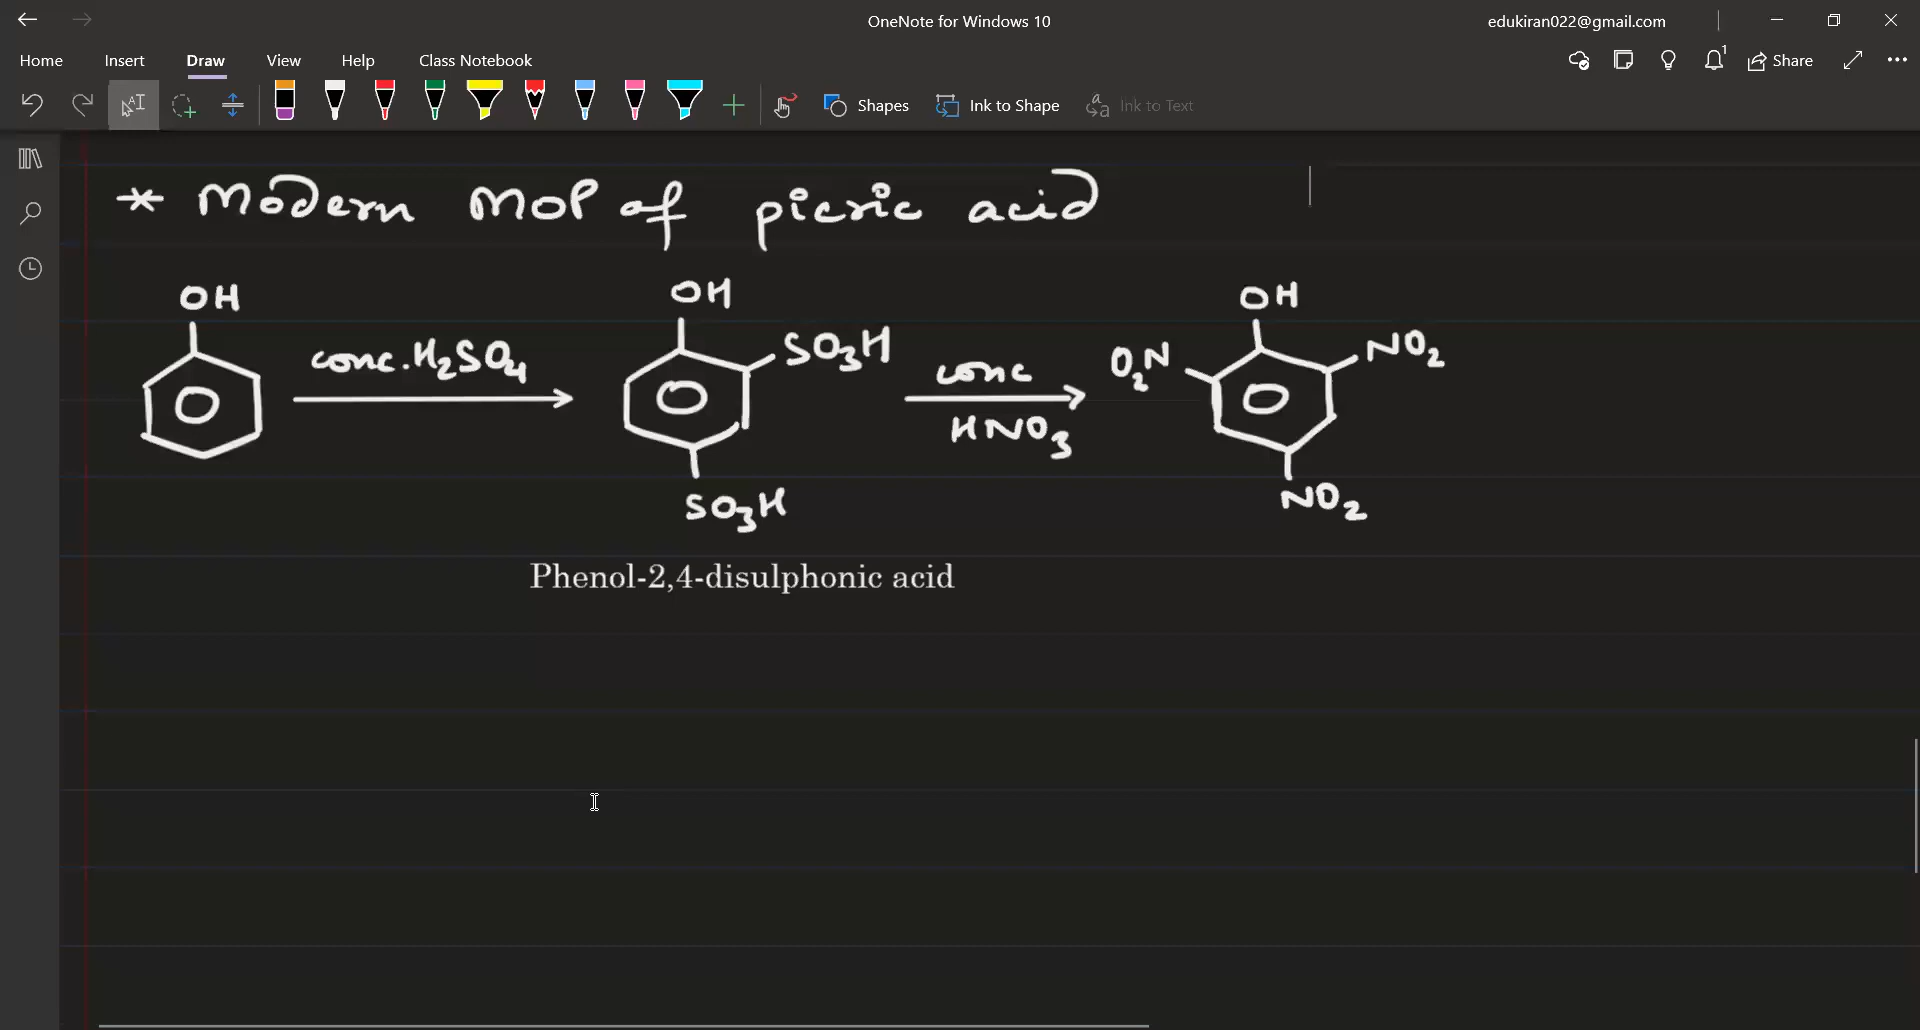 OneNote for Windows 10
edukiran022@gmail.com
Home Insert Draw View Help Class Notebook
1
Share
Shapes Ink to Shape Ink to Text
* Modern MOP of picric acid
OH OH OH
conc. H₂SO₄ SO₃H conc O₂N NO₂
HNO₃
SO₃H NO₂
Phenol-2,4-disulphonic acid